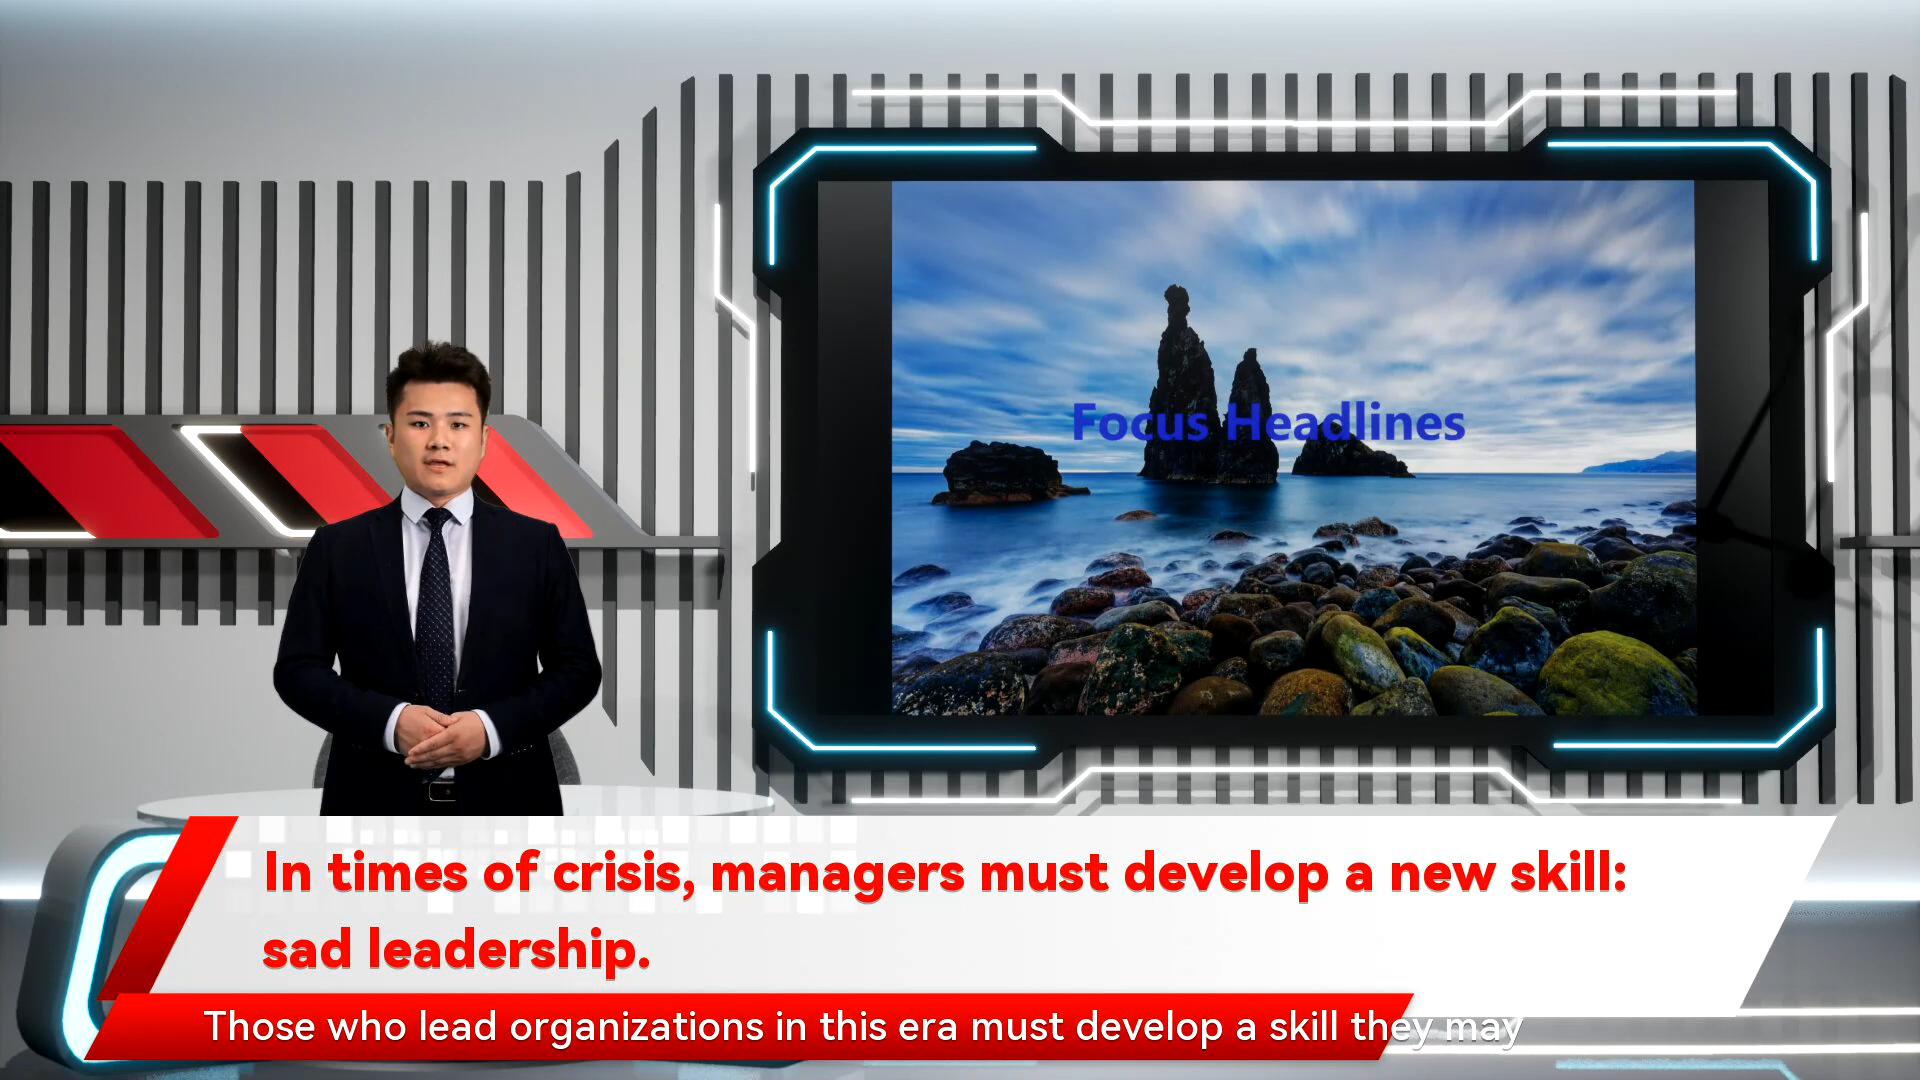 Focus Headlines
In times of crisis, managers must develop a new skill:
sad leadership.
Those who lead organizations in this era must develop a skill they may